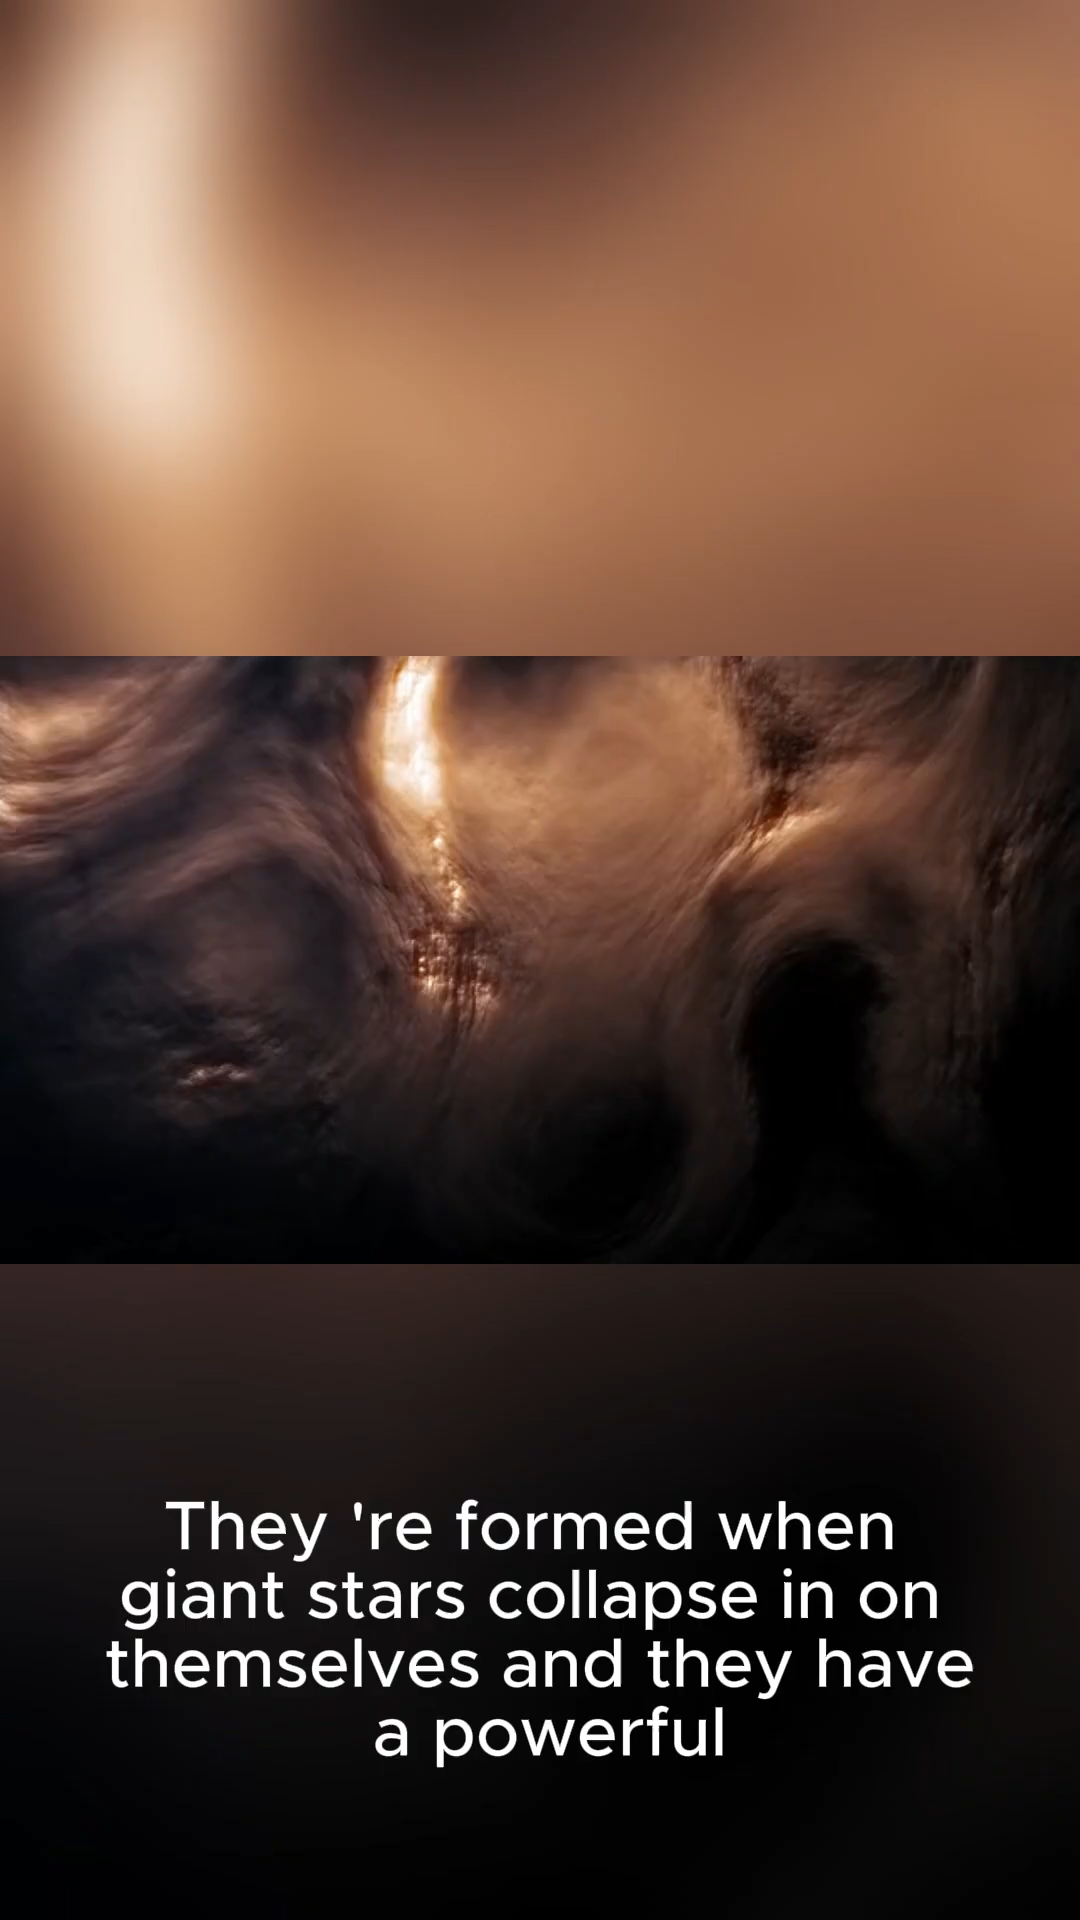 They 're formed when
giant stars collapse in on
themselves and they have
a powerful